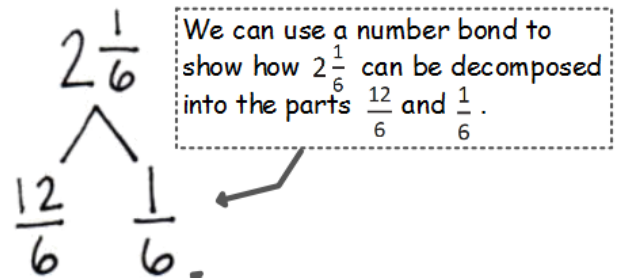 2 1/6
We can use a number bond to
show how 2 1/6 can be decomposed
into the parts 12/6 and 1/6 .
12/6 1/6